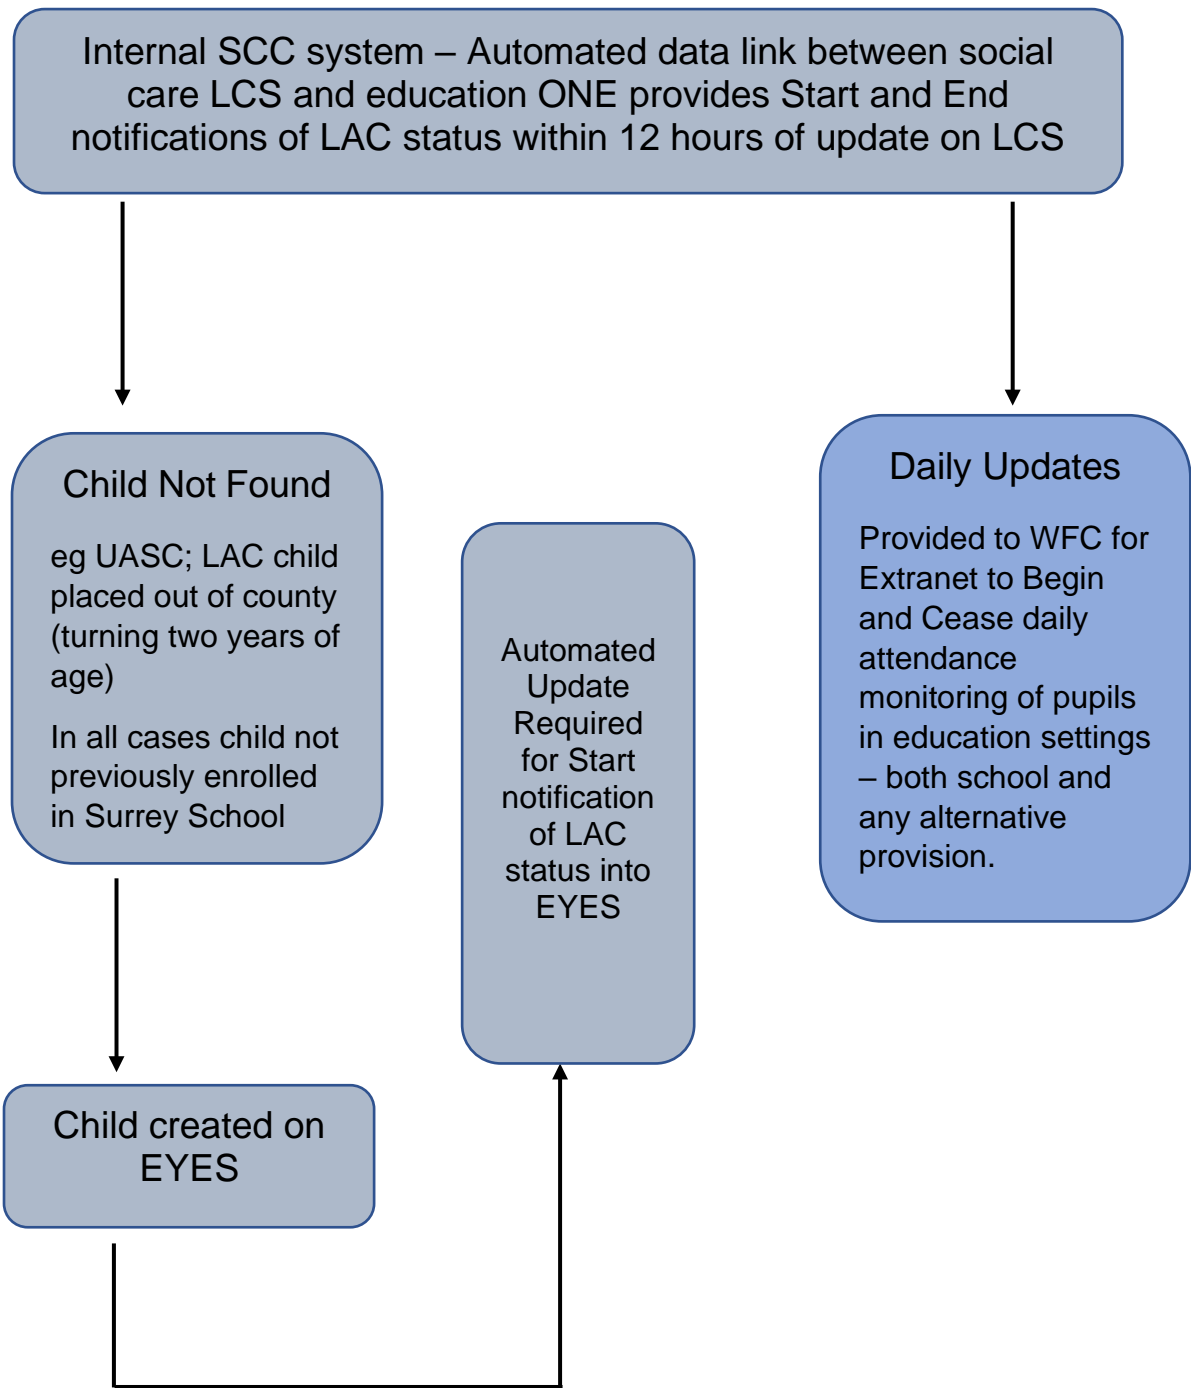 Internal SCC system – Automated data link between social
care LCS and education ONE provides Start and End
notifications of LAC status within 12 hours of update on LCS
Child Not Found
eg UASC; LAC child
placed out of county
(turning two years of
age)
In all cases child not
previously enrolled
in Surrey School
Child created on
EYES
Automated
Update
Required
for Start
notification
of LAC
status into
EYES
Daily Updates
Provided to WFC for
Extranet to Begin
and Cease daily
attendance
monitoring of pupils
in education settings
– both school and
any alternative
provision.